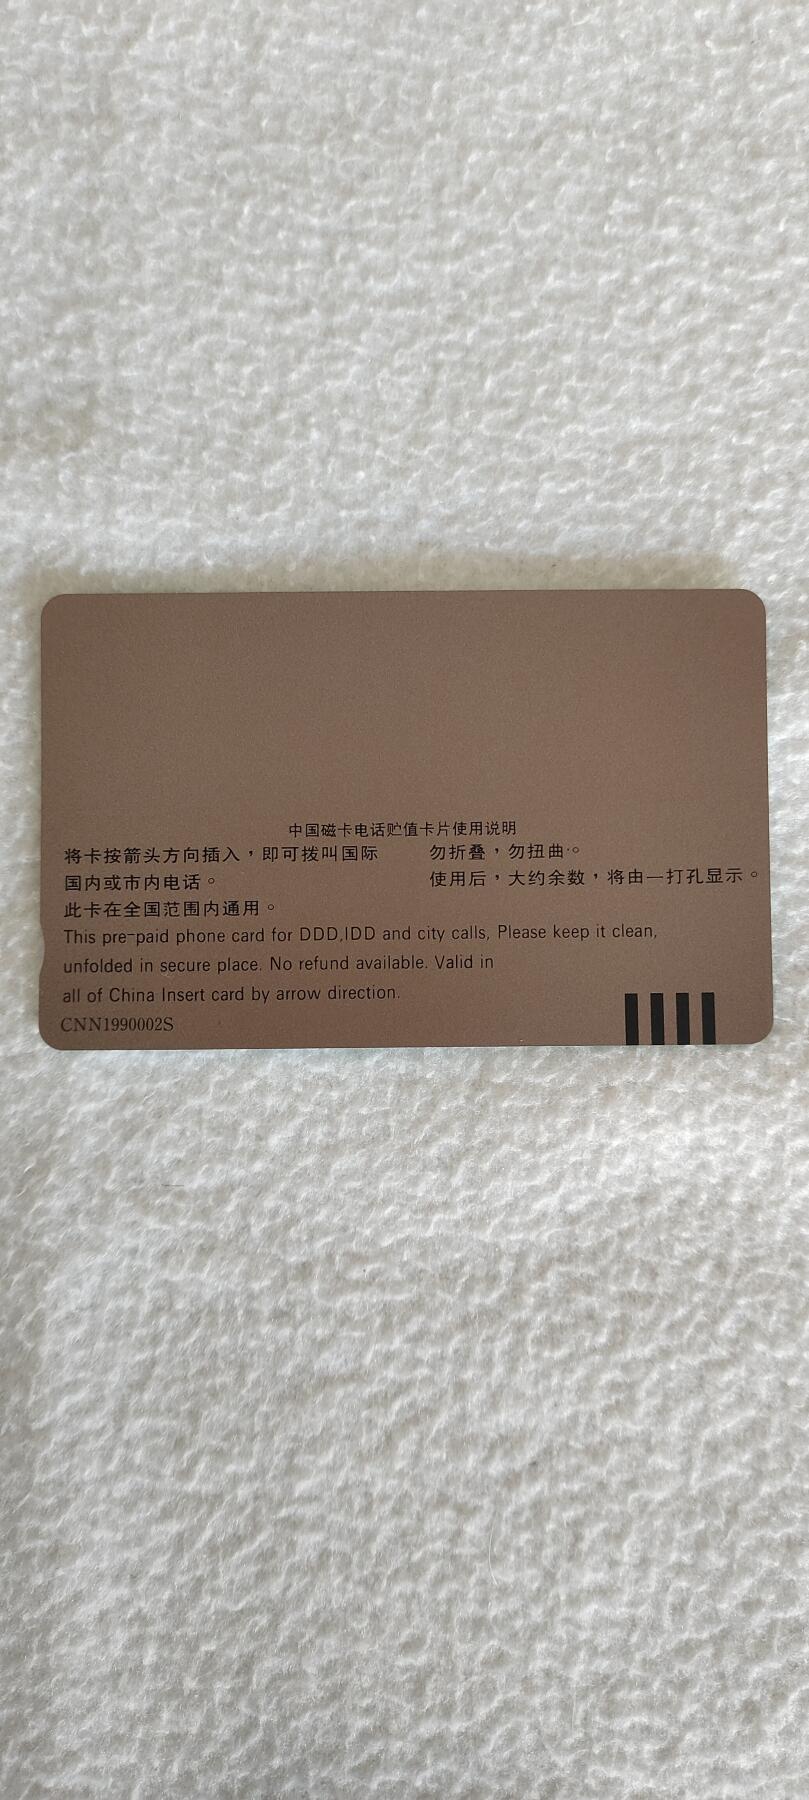 中国磁卡电话贮值卡片使用说明
将卡按箭头方向插入，即可拨叫国际
国内或市内电话。
此卡在全国范围内通用。
勿折叠，勿扭曲。
使用后，大约余数，将由一打孔显示。
This pre-paid phone card for DDD,IDD and city calls, Please keep it clean,
unfolded in secure place. No refund available. Valid in
all of China Insert card by arrow direction.
CNN1990002S